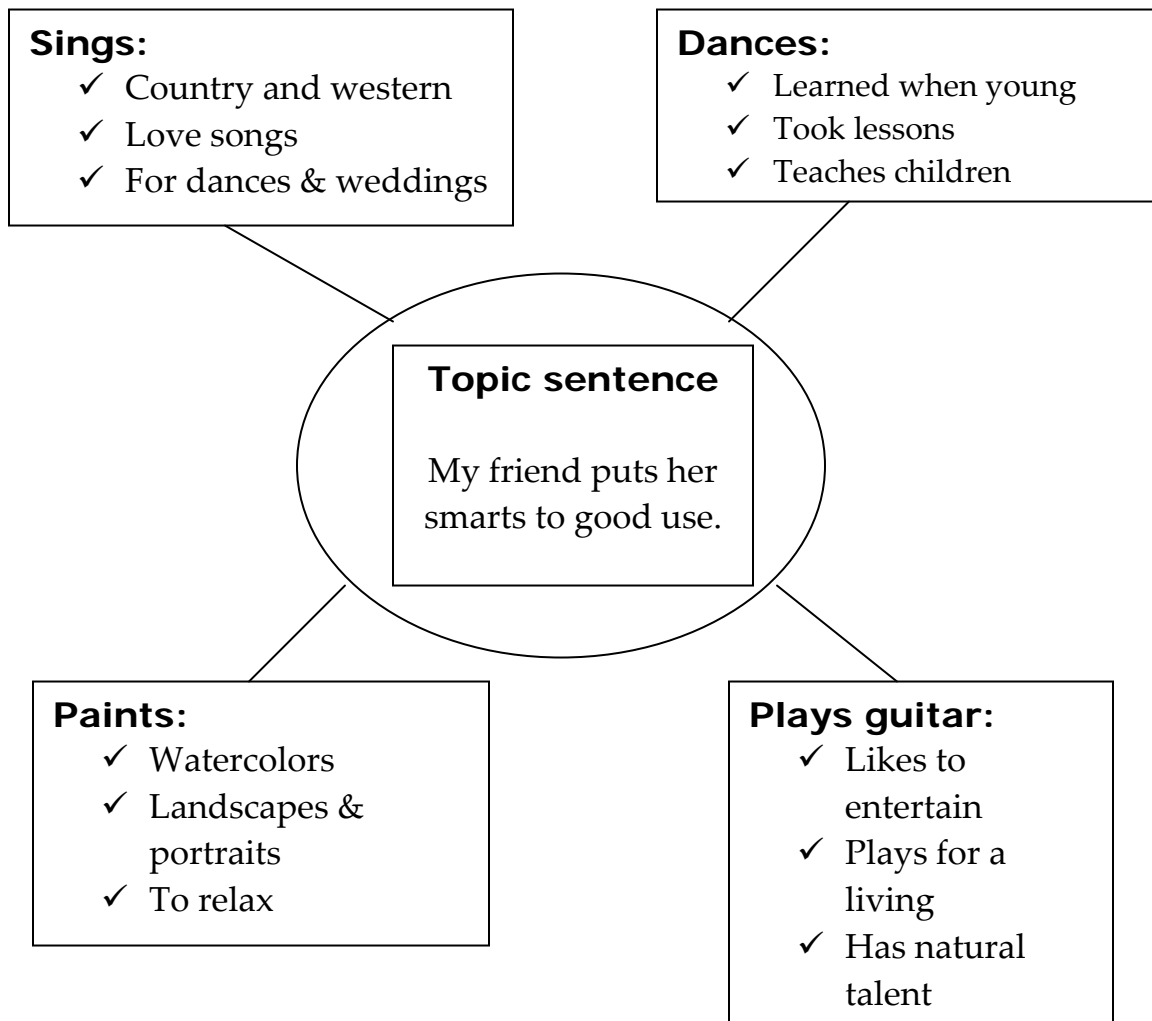 Sings:
✓ Country and western
✓ Love songs
✓ For dances & weddings
Dances:
✓ Learned when young
✓ Took lessons
✓ Teaches children
Topic sentence
My friend puts her
smarts to good use.
Paints:
✓ Watercolors
✓ Landscapes &
portraits
✓ To relax
Plays guitar:
✓ Likes to
entertain
✓ Plays for a
living
✓ Has natural
talent